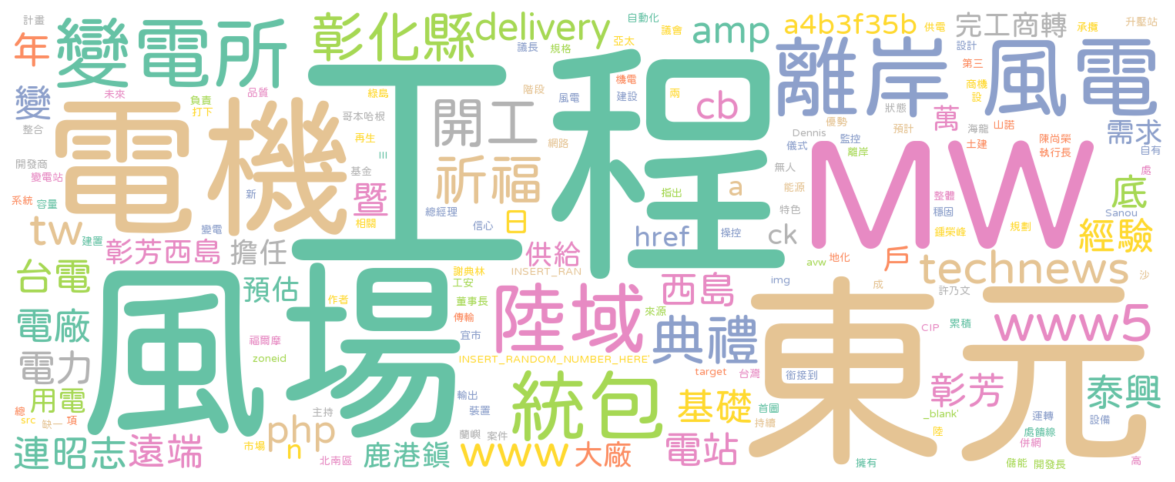 計畫
年
變電所
彰化縣
delivery
自動化
議會
amp
a4b3f35b
供電
完工商轉
承攬
升壓站
議長
規格
亞太
設計
第三
變
未來
負責
打下
品質
綠能
階段
機電
兩
離岸風電
商機
設
整合
電機
工程
哥本哈根
開工
風電
建設
cb
狀態
萬
需求
再生
網路
優勢
Dennis
預計
海龍
山諾
陳尚榮
自有
開發商
變電站
III
祈福
儀式
監控
離岸
土建
執行長
處
系統
容量
新
基金
暨
指出
a
無人
MW
能源
整體
底
總經理
日
特色
穩固
Sanou
tw
建置
變電
相關
信心
href
操控
ck
鍾榮峰
規劃
經驗
彰芳西島
擔任
供給
avw
地化
戶
technews
台電
風場
謝典林
INSERT_RAN
西島
img
沙
預估
工安
作者
董事長
陸域
來源
東元
成
許乃文
電廠
福爾摩
傳輸
宜市
典禮
CIP
累積
www5
zoneid
INSERT_RANDOM_NUMBER_HERE'
電力
target
台灣
銜接到
用電
統包
彰芳
泰興
總
項
主持
輸出
裝置
基礎
首圖
_blank'
src
缺一
php
持續
運轉
設備
連昭志
遠端
n
市場
蘭嶼
案件
電站
陸
處饋線
併網
北南區
鹿港鎮
www
大廠
擁有
儲能
開發長
高